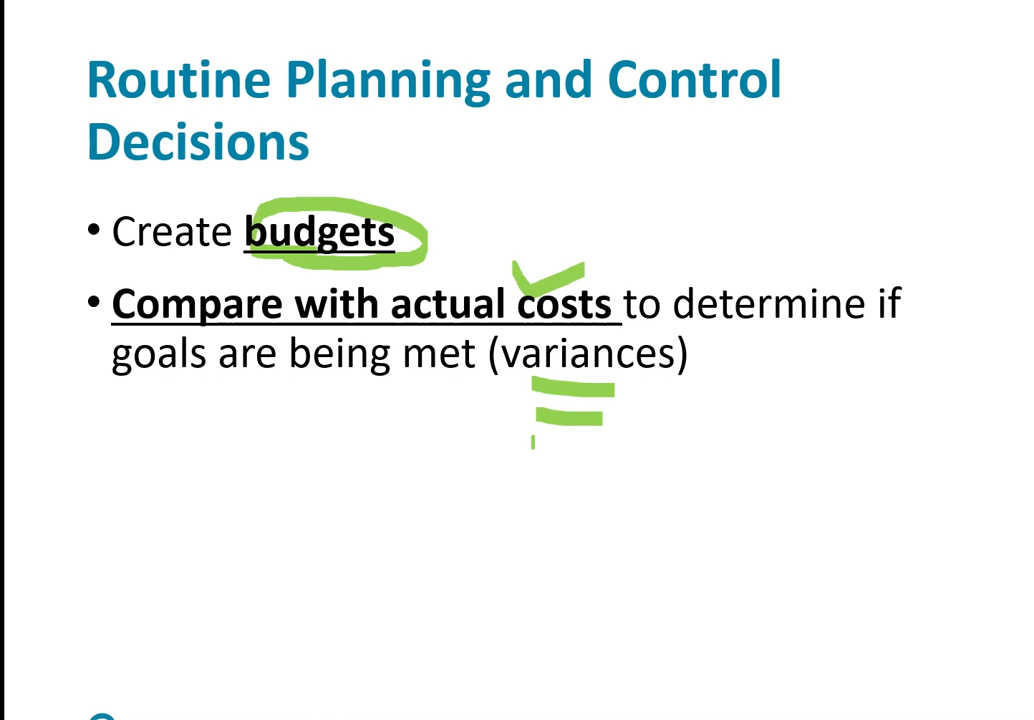 Routine Planning and Control
Decisions
• Create budgets
• Compare with actual costs to determine if
goals are being met (variances)